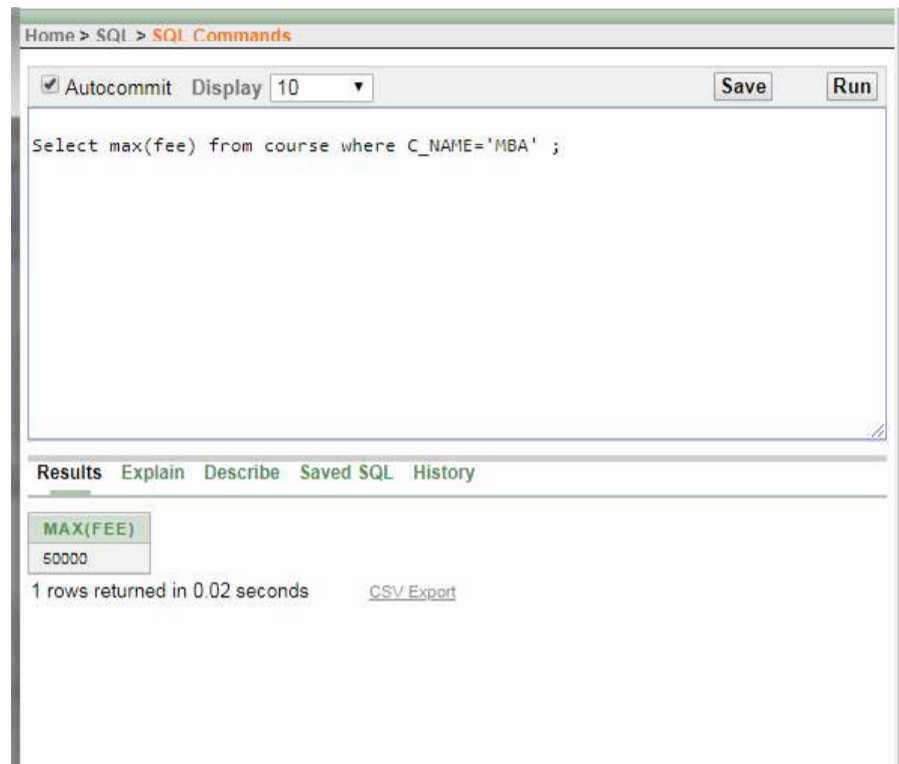 Home > SQL > SQL Commands
Autocommit Display 10 Save Run
Select max(fee) from course where C_NAME='MBA' ;
Results Explain Describe Saved SQL History
MAX(FEE)
50000
1 rows returned in 0.02 seconds CSV Export